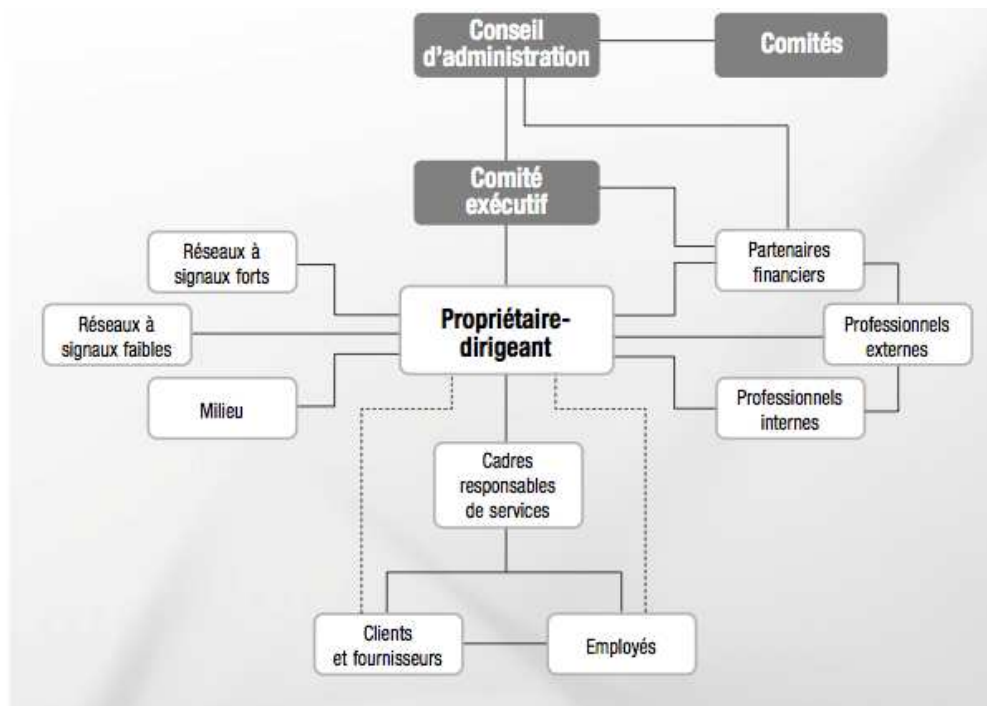 Conseil
d'administration
Comités
Comité
exécutif
Réseaux à
signaux forts
Partenaires
financiers
Réseaux à
signaux faibles
Propriétaire-
dirigeant
Professionnels
externes
Milieu
Professionnels
internes
Cadres
responsables
de services
Clients
et fournisseurs
Employés